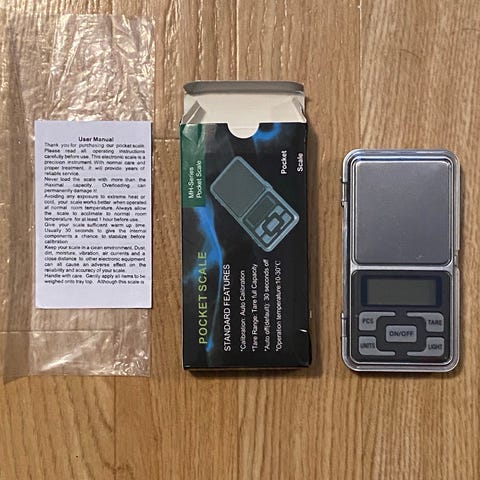 User Manual
Thank you for purchasing our pocket scale.
Please read all operating instructions
carefully before use. This electronic scale is a
precision instrument. With normal care and
proper treatment, it will provide years of
reliable service.
Never load the scale with more than the
maximal capacity. Overloading can
permanently damage it!
Avoiding any exposure to extreme heat or
cold, your scale works better when operated
at normal room temperature. Always allow
the scale to acclimate to normal room
temperature for at least 1 hour before use.
Give your scale sufficient warm up time.
Usually 30 seconds to give the internal
components a chance to stabilize before
calibration
Keep your scale in a clean environment. Dust,
dirt, moisture, vibration, air currents and a
close distance to other electronic equipment
can all cause an adverse effect on the
reliability and accuracy of your scale.
Handle with care. Gently apply all items to be
weighed onto tray top. Although this scale is
MH-Series
Pocket Scale
Pocket
Scale
POCKET SCALE
STANDARD FEATURES
*Calibration: Auto Calibration
*Tare Range: Tare full Capacity
*Auto off(default): 30 seconds off
*Operation temperature:10-30°C
PCS
ON/OFF
TARE
UNITS
LIGHT